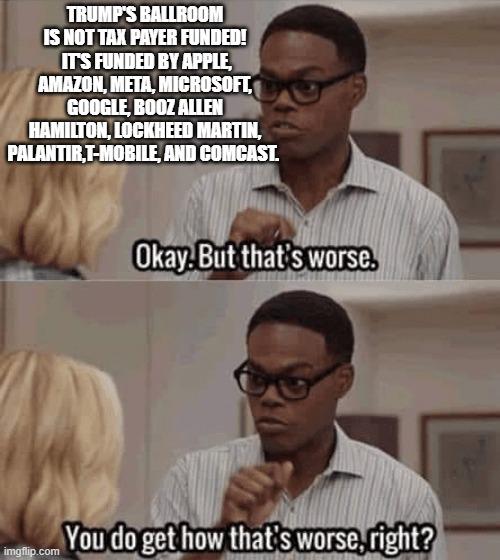 TRUMP'S BALLROOM
IS NOT TAX PAYER FUNDED!
IT'S FUNDED BY APPLE,
AMAZON, META, MICROSOFT,
GOOGLE, BOOZ ALLEN
HAMILTON, LOCKHEED MARTIN,
PALANTIR,T-MOBILE, AND COMCAST.
Okay. But that's worse.
You do get how that's worse, right?
imgflip.com